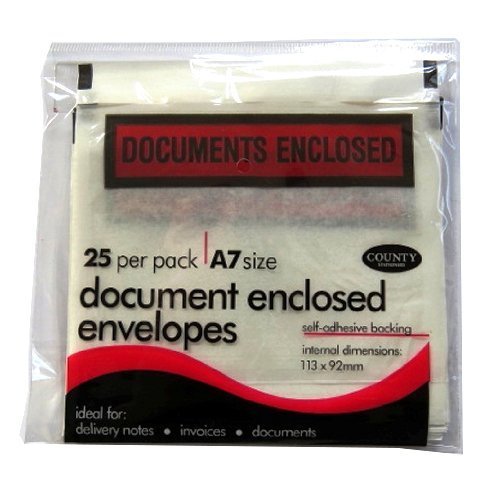 DOCUMENTS ENCLOSED
25 per pack | A7 size
COUNTY
STATIONERY
document enclosed
envelopes
self-adhesive backing
internal dimensions:
113 x 92mm
ideal for:
delivery notes • invoices • documents